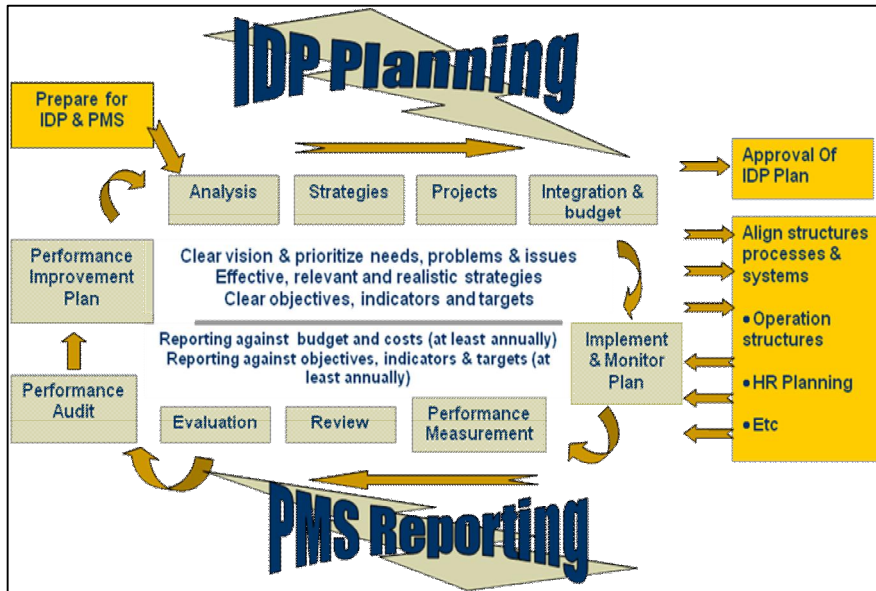 IDP Planning
Prepare for
IDP & PMS
Analysis
Strategies
Projects
Integration &
budget
Approval Of
IDP Plan
Performance
Improvement
Plan
Clear vision & prioritize needs, problems & issues
Effective, relevant and realistic strategies
Clear objectives, indicators and targets
Align structures
processes &
systems
•Operation
structures
•HR Planning
•Etc
Reporting against budget and costs (at least annually)
Reporting against objectives, indicators & targets (at
least annually)
Implement
& Monitor
Plan
Performance
Audit
Evaluation
Review
Performance
Measurement
PMS Reporting